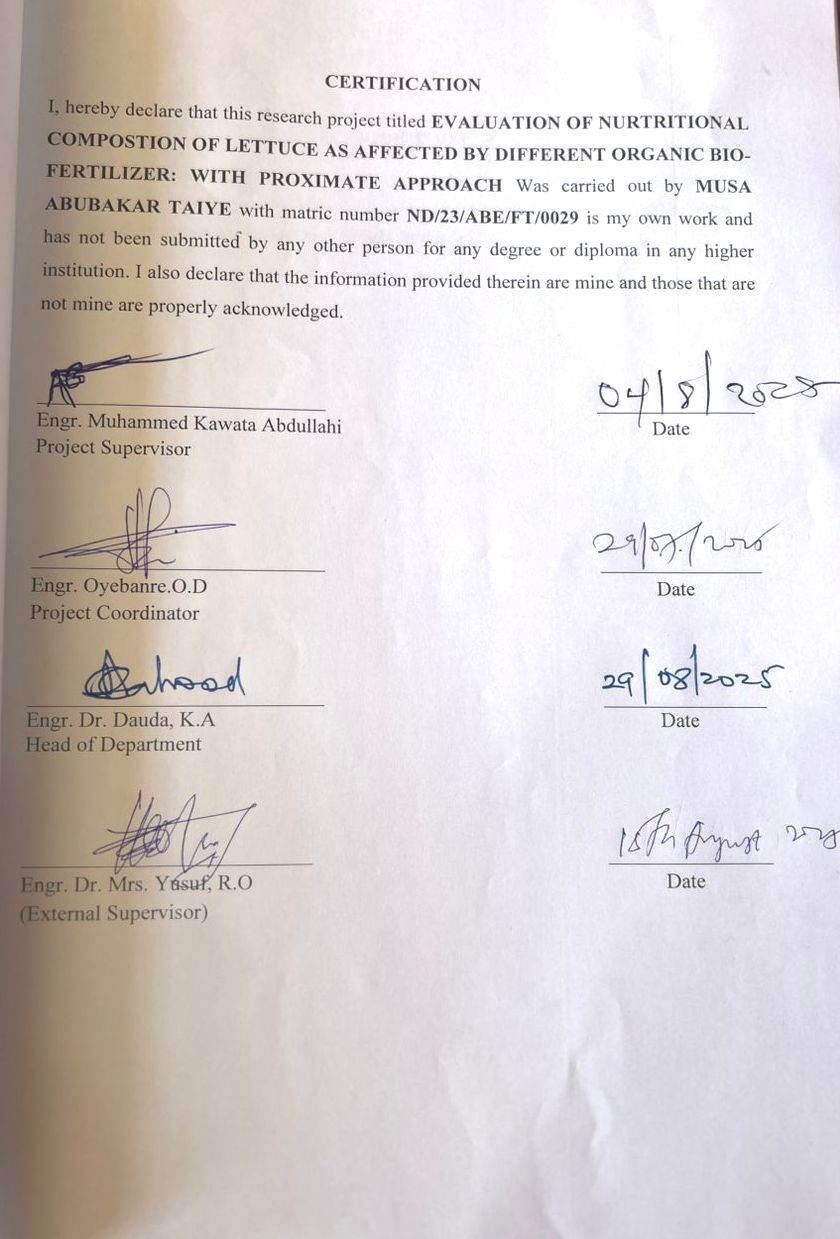 CERTIFICATION
I, hereby declare that this research project titled EVALUATION OF NURTRITIONAL
COMPOSTION OF LETTUCE AS AFFECTED BY DIFFERENT ORGANIC BIO-
FERTILIZER: WITH PROXIMATE APPROACH Was carried out by MUSA
ABUBAKAR TAIYE with matric number ND/23/ABE/FT/0029 is my own work and
has not been submitted by any other person for any degree or diploma in any higher
institution. I also declare that the information provided therein are mine and those that are
not mine are properly acknowledged.
04/8/2025
Engr. Muhammed Kawata Abdullahi
Date
Project Supervisor
Engr. Oyebanre.O.D
Date
Project Coordinator
29/08/2025
Engr. Dr. Dauda, K.A
Date
Head of Department
August
Engr. Dr. Mrs. Yusuf, R.O
Date
(External Supervisor)